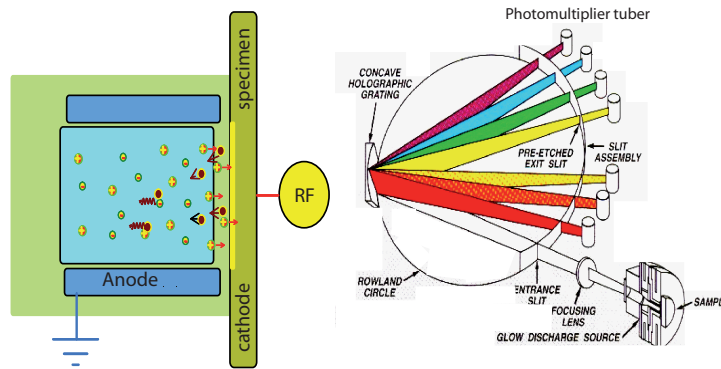 specimen
cathode
Anode
RF
Photomultiplier tuber
CONCAVE
HOLOGRAPHIC
GRATING
PRE-ETCHED
EXIT SLIT
SLIT
ASSEMBLY
ROWLAND
CIRCLE
ENTRANCE
SLIT
FOCUSING
LENS
GLOW DISCHARGE SOURCE
SAMPL